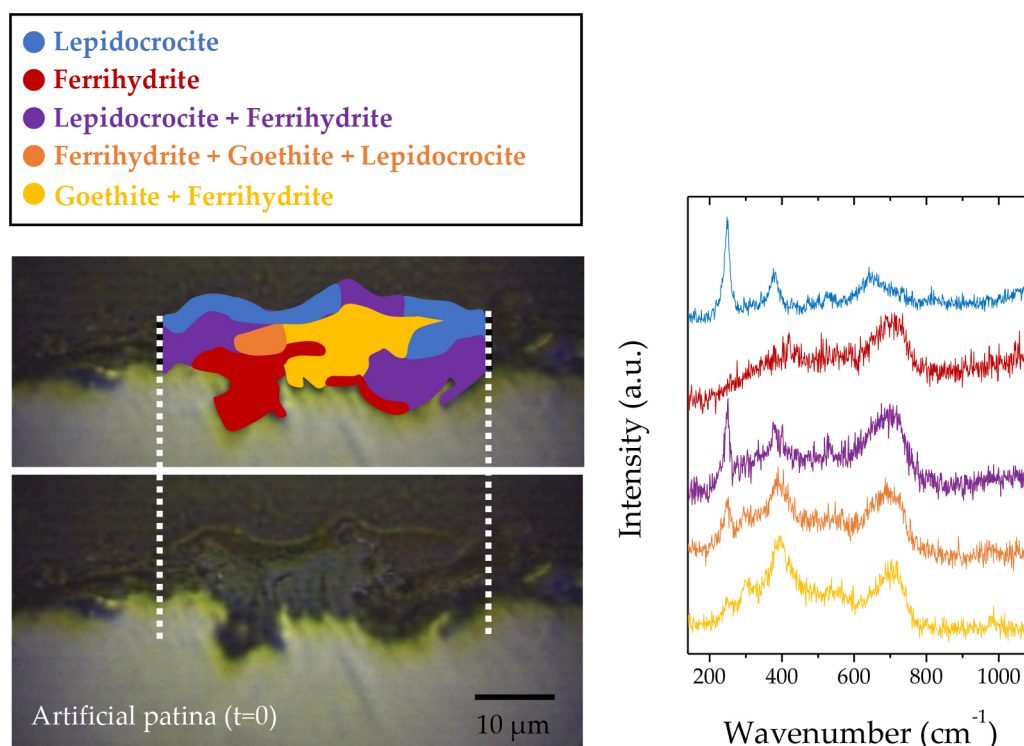 Lepidocrocite
Ferrihydrite
Lepidocrocite + Ferrihydrite
Ferrihydrite + Goethite + Lepidocrocite
Goethite + Ferrihydrite
Artificial patina (t=0)
10 µm
Intensity (a.u.)
200 400 600 800 1000
Wavenumber (cm⁻¹)